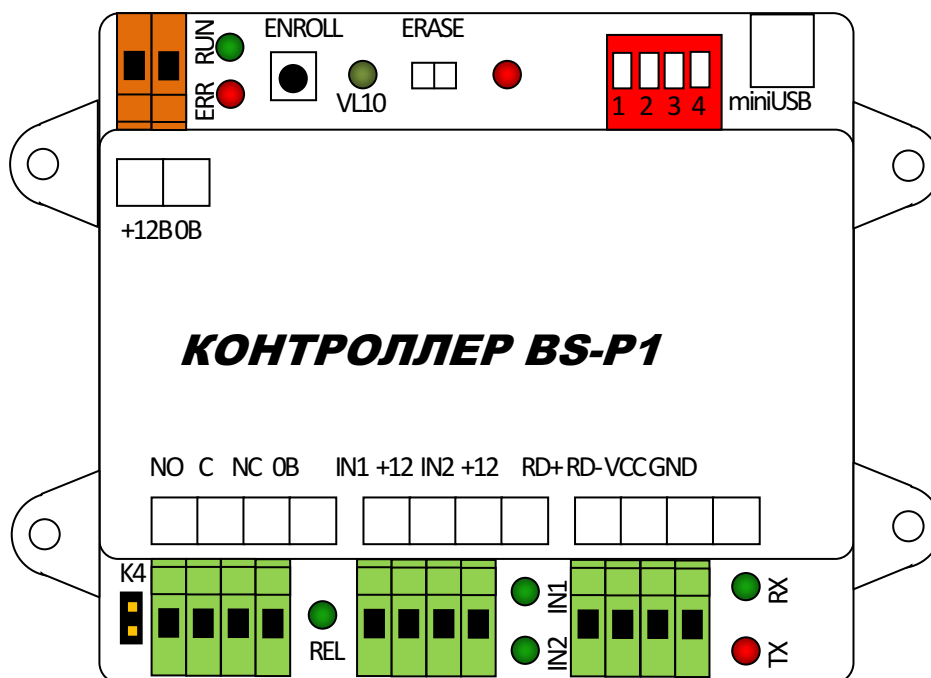 ENROLL ERASE
RUN
ERR
VL10
1 2 3 4
miniUSB
+12В 0В
КОНТРОЛЛЕР BS-P1
NO C NC 0В IN1 +12 IN2 +12 RD+ RD- VCC GND
K4
REL
IN1
IN2
RX
TX